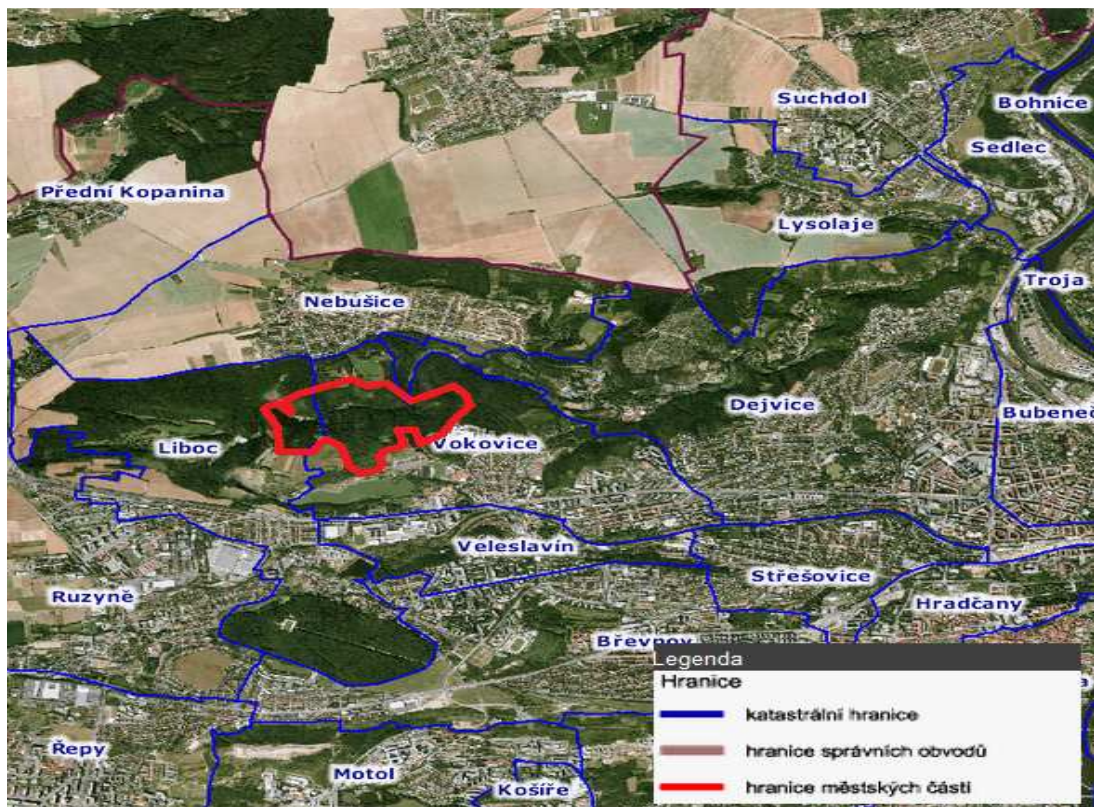 Suchdol
Bohnice
Sedlec
Přední Kopanina
Lysolaje
Troja
Nebušice
Dejvice
Bubeneč
Liboc
Vokovice
Veleslavín
Střešovice
Ruzyně
Hradčany
Břevnov
Legenda
Hranice
katastrální hranice
hranice správních obvodů
hranice městských částí
Řepy
Motol
Košíře